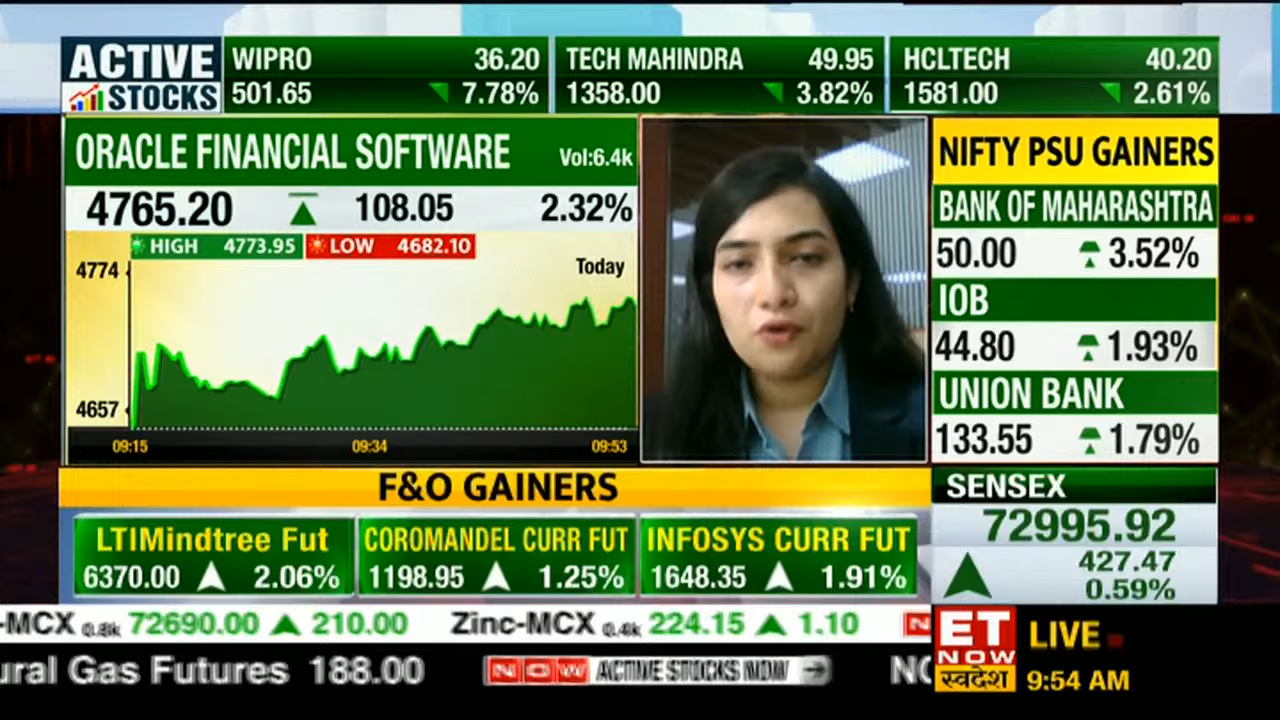 ACTIVE STOCKS
WIPRO 36.20
501.65 7.78%
TECH MAHINDRA 49.95
1358.00 3.82%
HCLTECH 40.20
1581.00 2.61%
ORACLE FINANCIAL SOFTWARE Vol:6.4k
4765.20 108.05 2.32%
HIGH 4773.95 LOW 4682.10
4774 Today
4657
09:15 09:34 09:53
NIFTY PSU GAINERS
BANK OF MAHARASHTRA
50.00 3.52%
IOB
44.80 1.93%
UNION BANK
133.55 1.79%
F&O GAINERS
LTIMindtree Fut
6370.00 2.06%
COROMANDEL CURR FUT
1198.95 1.25%
INFOSYS CURR FUT
1648.35 1.91%
SENSEX
72995.92
427.47
0.59%
-MCX 0.8k 72690.00 210.00 Zinc-MCX 0.4k 224.15 1.10 N
ural Gas Futures 188.00 NOW ACTIVE STOCKS NOW NO
ET
NOW
स्वदेश
LIVE
9:54 AM